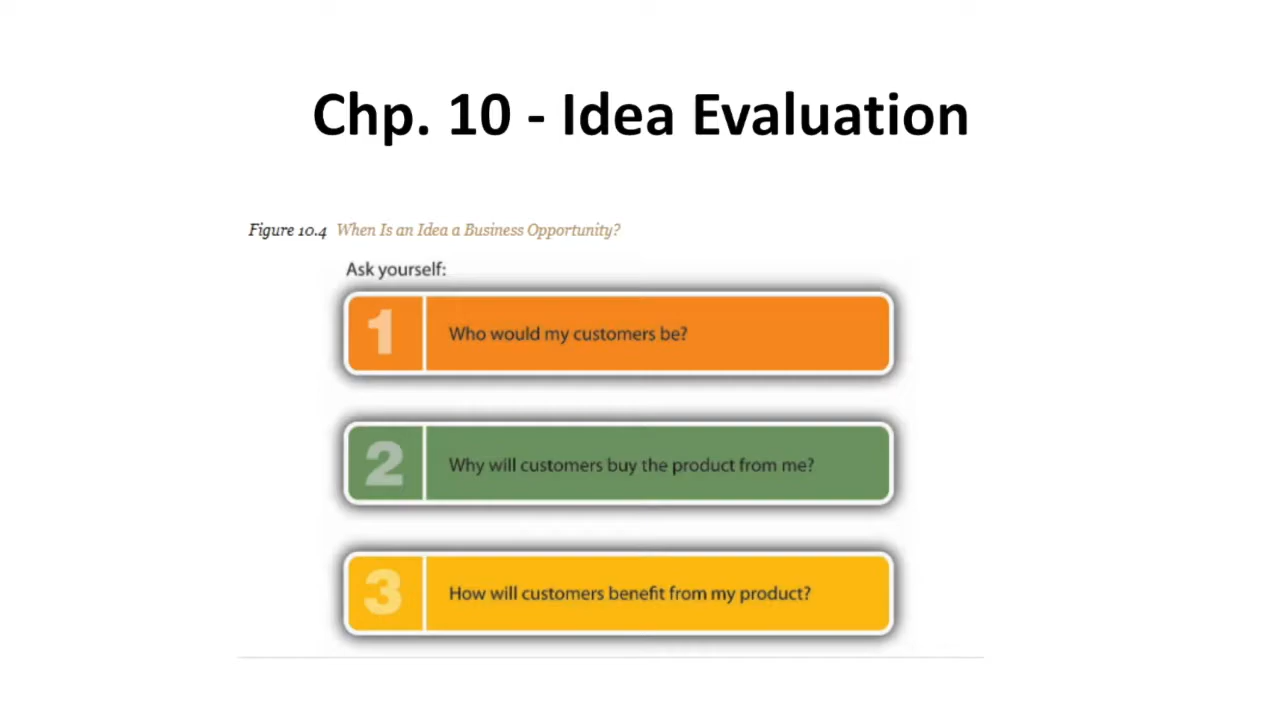 Chp. 10 - Idea Evaluation
Figure 10.4 When Is an Idea a Business Opportunity?
Ask yourself:
1 Who would my customers be?
2 Why will customers buy the product from me?
3 How will customers benefit from my product?